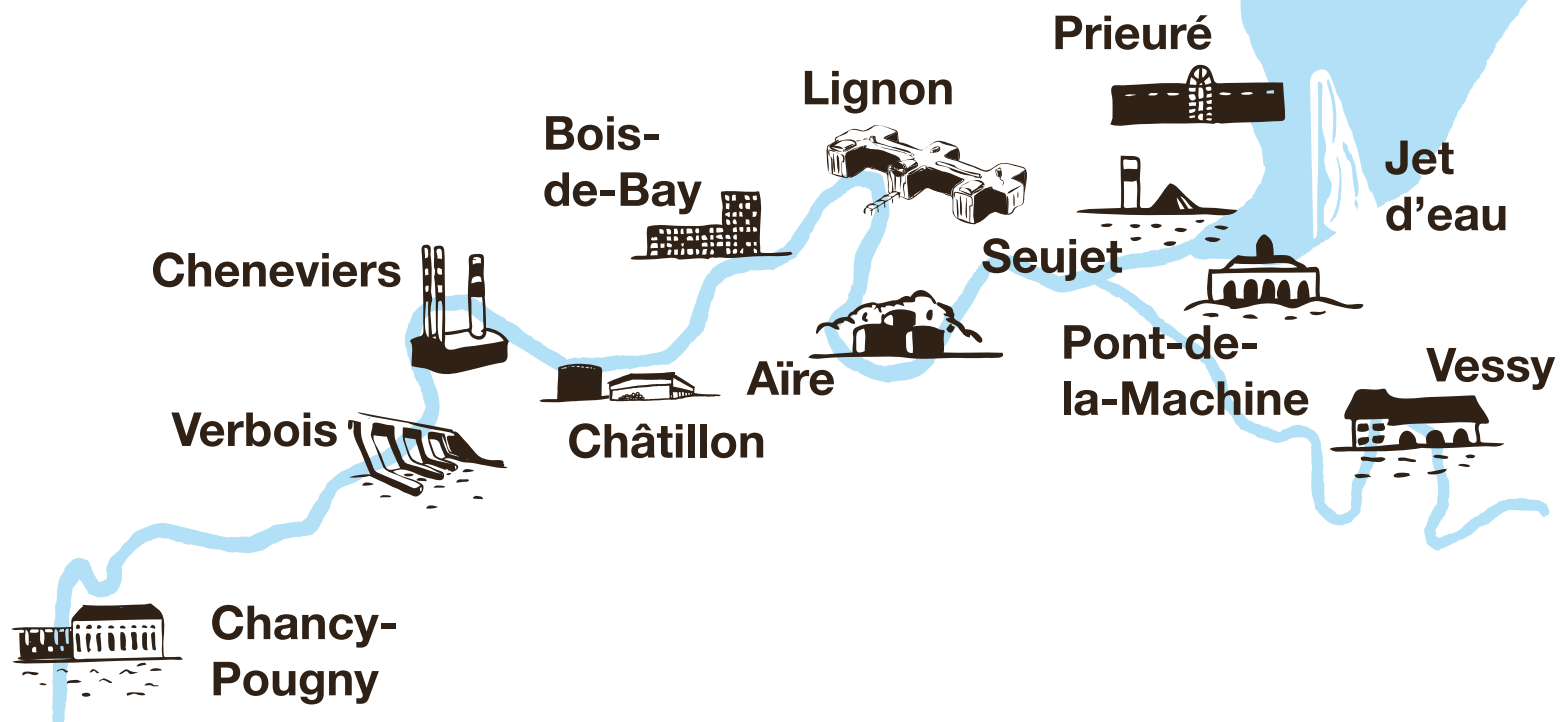 Prieuré
Lignon
Bois-
de-Bay
Jet
d’eau
Cheneviers
Seujet
Pont-de-
la-Machine
Vessy
Aïre
Verbois
Châtillon
Chancy-
Pougny